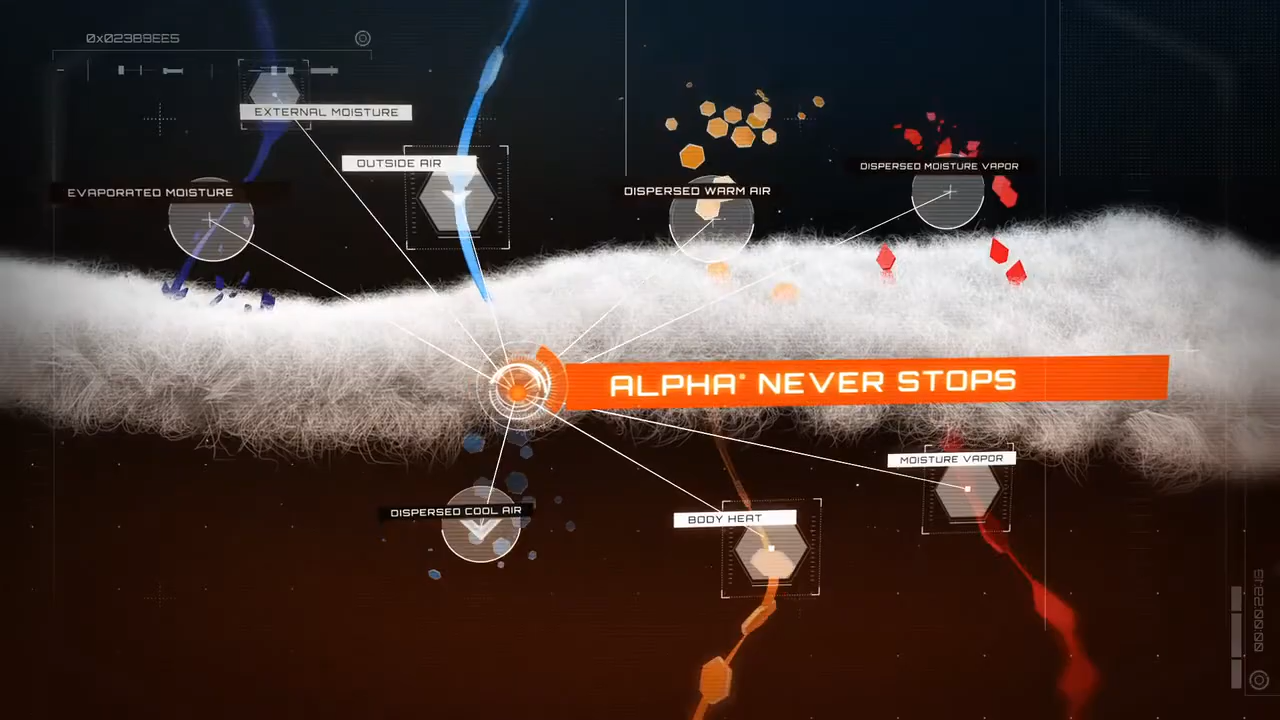 0x02389EE5
EXTERNAL MOISTURE
OUTSIDE AIR
DISPERSED MOISTURE VAPOR
EVAPORATED MOISTURE
DISPERSED WARM AIR
ALPHA® NEVER STOPS
MOISTURE VAPOR
DISPERSED COOL AIR
BODY HEAT